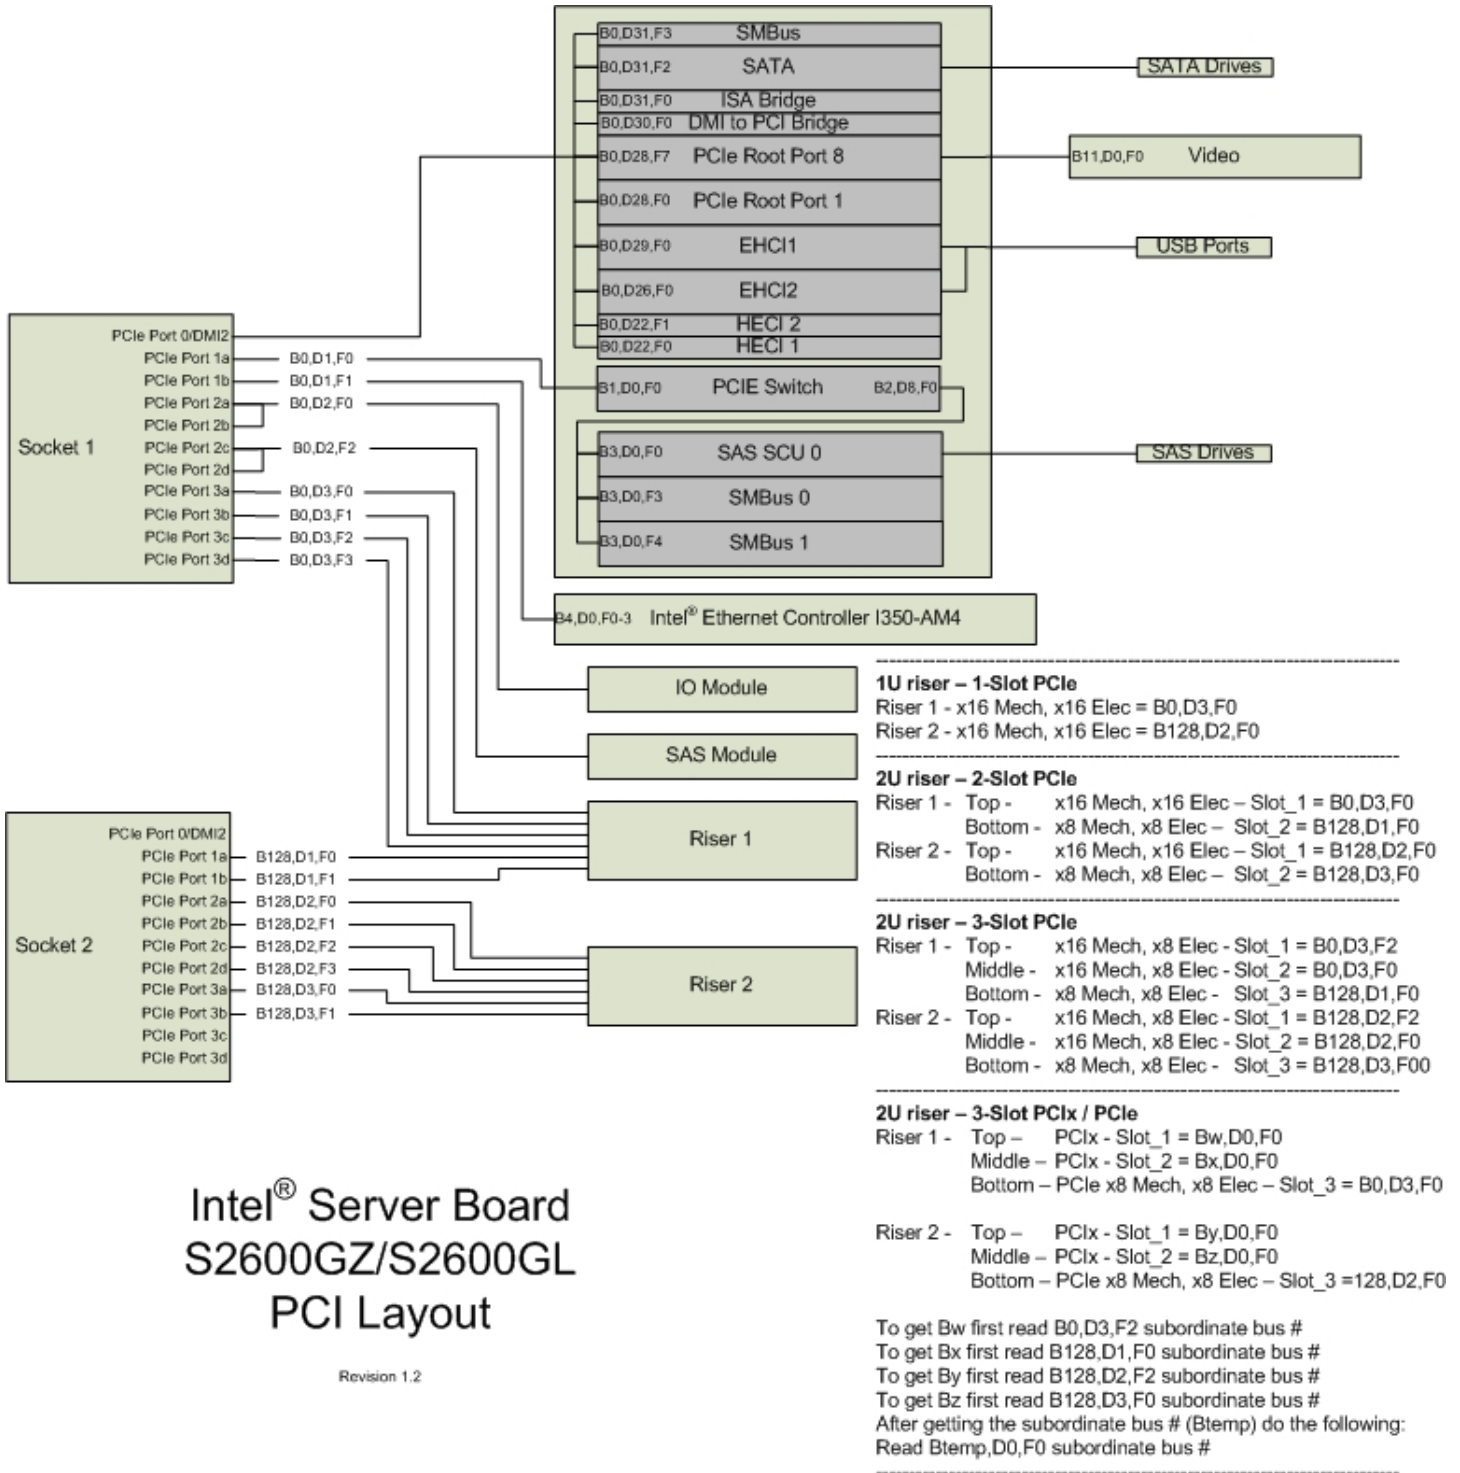 B0,D31,F3 SMBus
B0,D31,F2 SATA
SATA Drives
B0,D31,F0 ISA Bridge
B0,D30,F0 DMI to PCI Bridge
B0,D28,F7 PCIe Root Port 8
B11,D0,F0 Video
B0,D28,F0 PCIe Root Port 1
B0,D29,F0 EHCI1
USB Ports
B0,D26,F0 EHCI2
B0,D22,F1 HECI 2
B0,D22,F0 HECI 1
B1,D0,F0 PCIE Switch B2,D8,F0
B3,D0,F0 SAS SCU 0
SAS Drives
B3,D0,F3 SMBus 0
B3,D0,F4 SMBus 1
Socket 1
PCIe Port 0/DMI2
PCIe Port 1a B0,D1,F0
PCIe Port 1b B0,D1,F1
PCIe Port 2a B0,D2,F0
PCIe Port 2b
PCIe Port 2c B0,D2,F2
PCIe Port 2d
PCIe Port 3a B0,D3,F0
PCIe Port 3b B0,D3,F1
PCIe Port 3c B0,D3,F2
PCIe Port 3d B0,D3,F3
B4,D0,F0-3 Intel® Ethernet Controller I350-AM4
IO Module
SAS Module
Riser 1
Riser 2
Socket 2
PCIe Port 0/DMI2
PCIe Port 1a B128,D1,F0
PCIe Port 1b B128,D1,F1
PCIe Port 2a B128,D2,F0
PCIe Port 2b B128,D2,F1
PCIe Port 2c B128,D2,F2
PCIe Port 2d B128,D2,F3
PCIe Port 3a B128,D3,F0
PCIe Port 3b B128,D3,F1
PCIe Port 3c
PCIe Port 3d
1U riser – 1-Slot PCIe
Riser 1 - x16 Mech, x16 Elec = B0,D3,F0
Riser 2 - x16 Mech, x16 Elec = B128,D2,F0
2U riser – 2-Slot PCIe
Riser 1 - Top - x16 Mech, x16 Elec – Slot_1 = B0,D3,F0
Bottom - x8 Mech, x8 Elec – Slot_2 = B128,D1,F0
Riser 2 - Top - x16 Mech, x16 Elec – Slot_1 = B128,D2,F0
Bottom - x8 Mech, x8 Elec – Slot_2 = B128,D3,F0
2U riser – 3-Slot PCIe
Riser 1 - Top - x16 Mech, x8 Elec - Slot_1 = B0,D3,F2
Middle - x16 Mech, x8 Elec - Slot_2 = B0,D3,F0
Bottom - x8 Mech, x8 Elec - Slot_3 = B128,D1,F0
Riser 2 - Top - x16 Mech, x8 Elec - Slot_1 = B128,D2,F2
Middle - x16 Mech, x8 Elec - Slot_2 = B128,D2,F0
Bottom - x8 Mech, x8 Elec - Slot_3 = B128,D3,F00
2U riser – 3-Slot PCIx / PCIe
Riser 1 - Top – PCIx - Slot_1 = Bw,D0,F0
Middle – PCIx - Slot_2 = Bx,D0,F0
Bottom – PCIe x8 Mech, x8 Elec – Slot_3 = B0,D3,F0
Riser 2 - Top – PCIx - Slot_1 = By,D0,F0
Middle – PCIx - Slot_2 = Bz,D0,F0
Bottom – PCIe x8 Mech, x8 Elec – Slot_3 =128,D2,F0
To get Bw first read B0,D3,F2 subordinate bus #
To get Bx first read B128,D1,F0 subordinate bus #
To get By first read B128,D2,F2 subordinate bus #
To get Bz first read B128,D3,F0 subordinate bus #
After getting the subordinate bus # (Btemp) do the following:
Read Btemp,D0,F0 subordinate bus #
Intel® Server Board
S2600GZ/S2600GL
PCI Layout
Revision 1.2